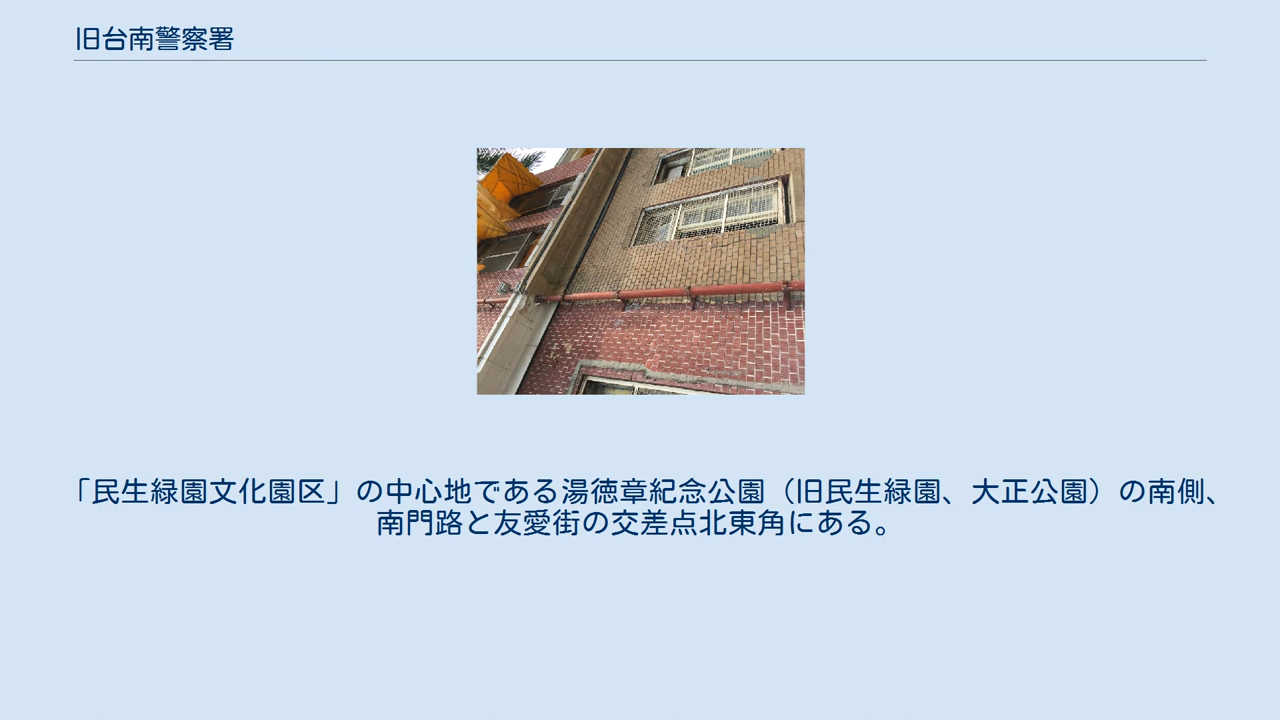 旧台南警察署
「民生緑園文化園区」の中心地である湯徳章紀念公園（旧民生緑園、大正公園）の南側、
南門路と友愛街の交差点北東角にある。